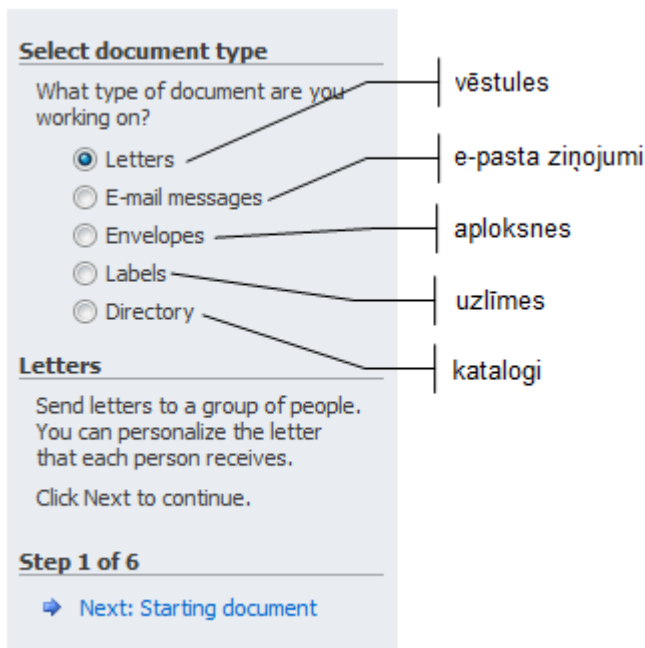 Select document type
What type of document are you
working on?
Letters
E-mail messages
Envelopes
Labels
Directory
vēstules
e-pasta ziņojumi
aploksnes
uzlīmes
katalogi
Letters
Send letters to a group of people.
You can personalize the letter
that each person receives.
Click Next to continue.
Step 1 of 6
Next: Starting document